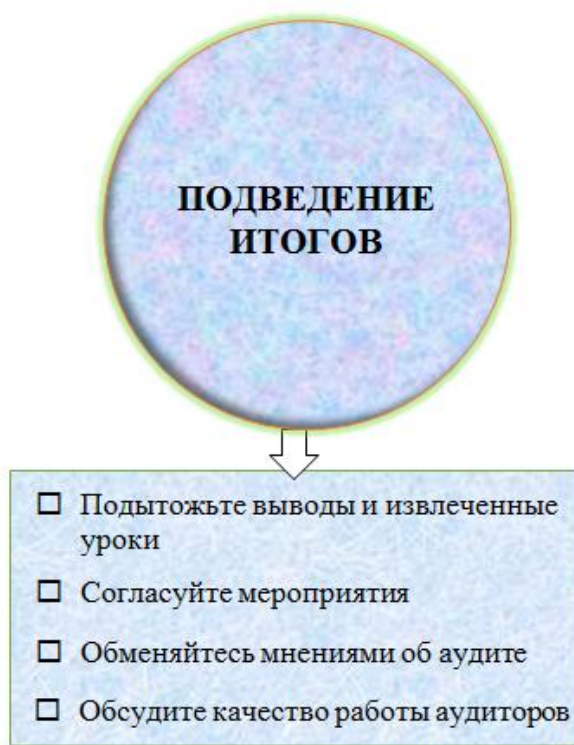 ПОДВЕДЕНИЕ
ИТОГОВ
Подытожьте выводы и извлеченные
уроки
Согласуйте мероприятия
Обменяйтесь мнениями об аудите
Обсудите качество работы аудиторов